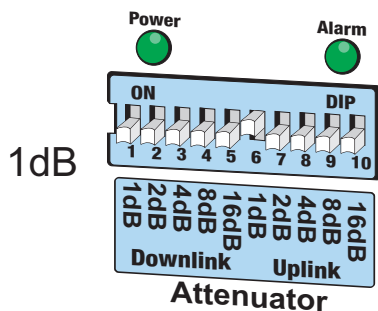 Power Alarm
ON DIP
1 2 3 4 5 6 7 8 9 10
1dB
1dB 2dB 4dB 8dB 16dB 1dB 2dB 4dB 8dB 16dB
Downlink Uplink
Attenuator